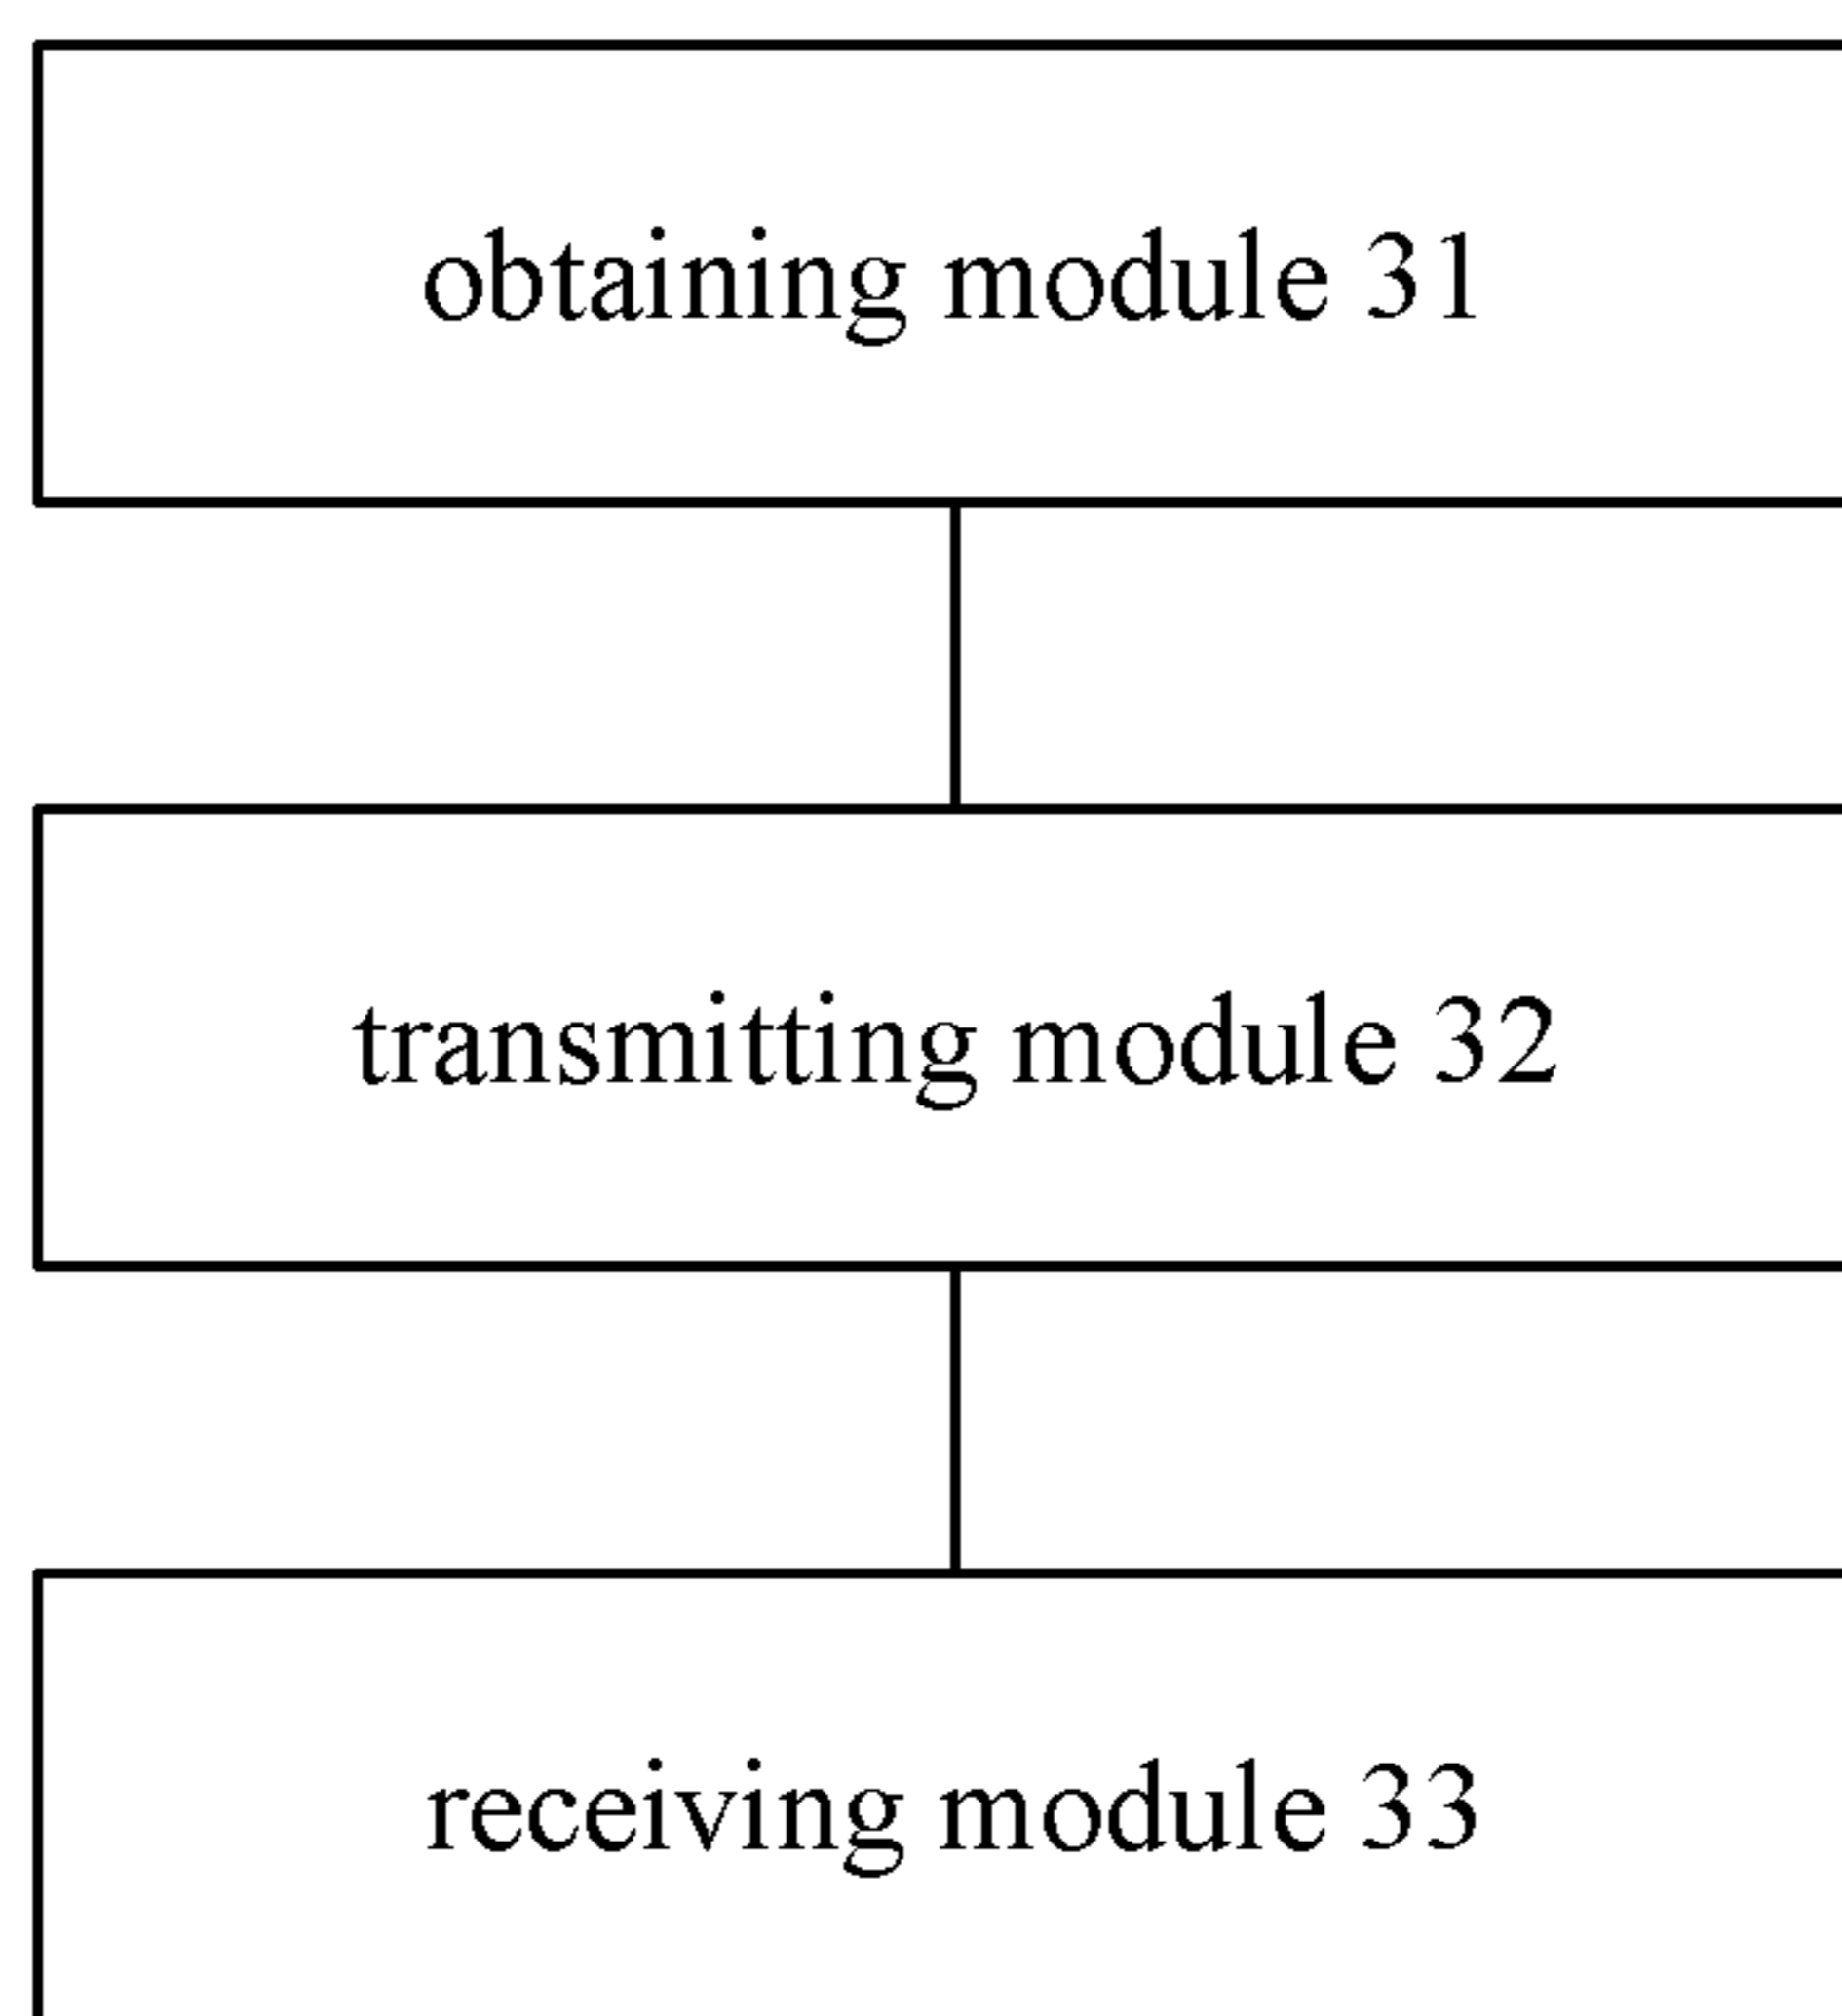 obtaining module 31
transmitting module 32
receiving module 33